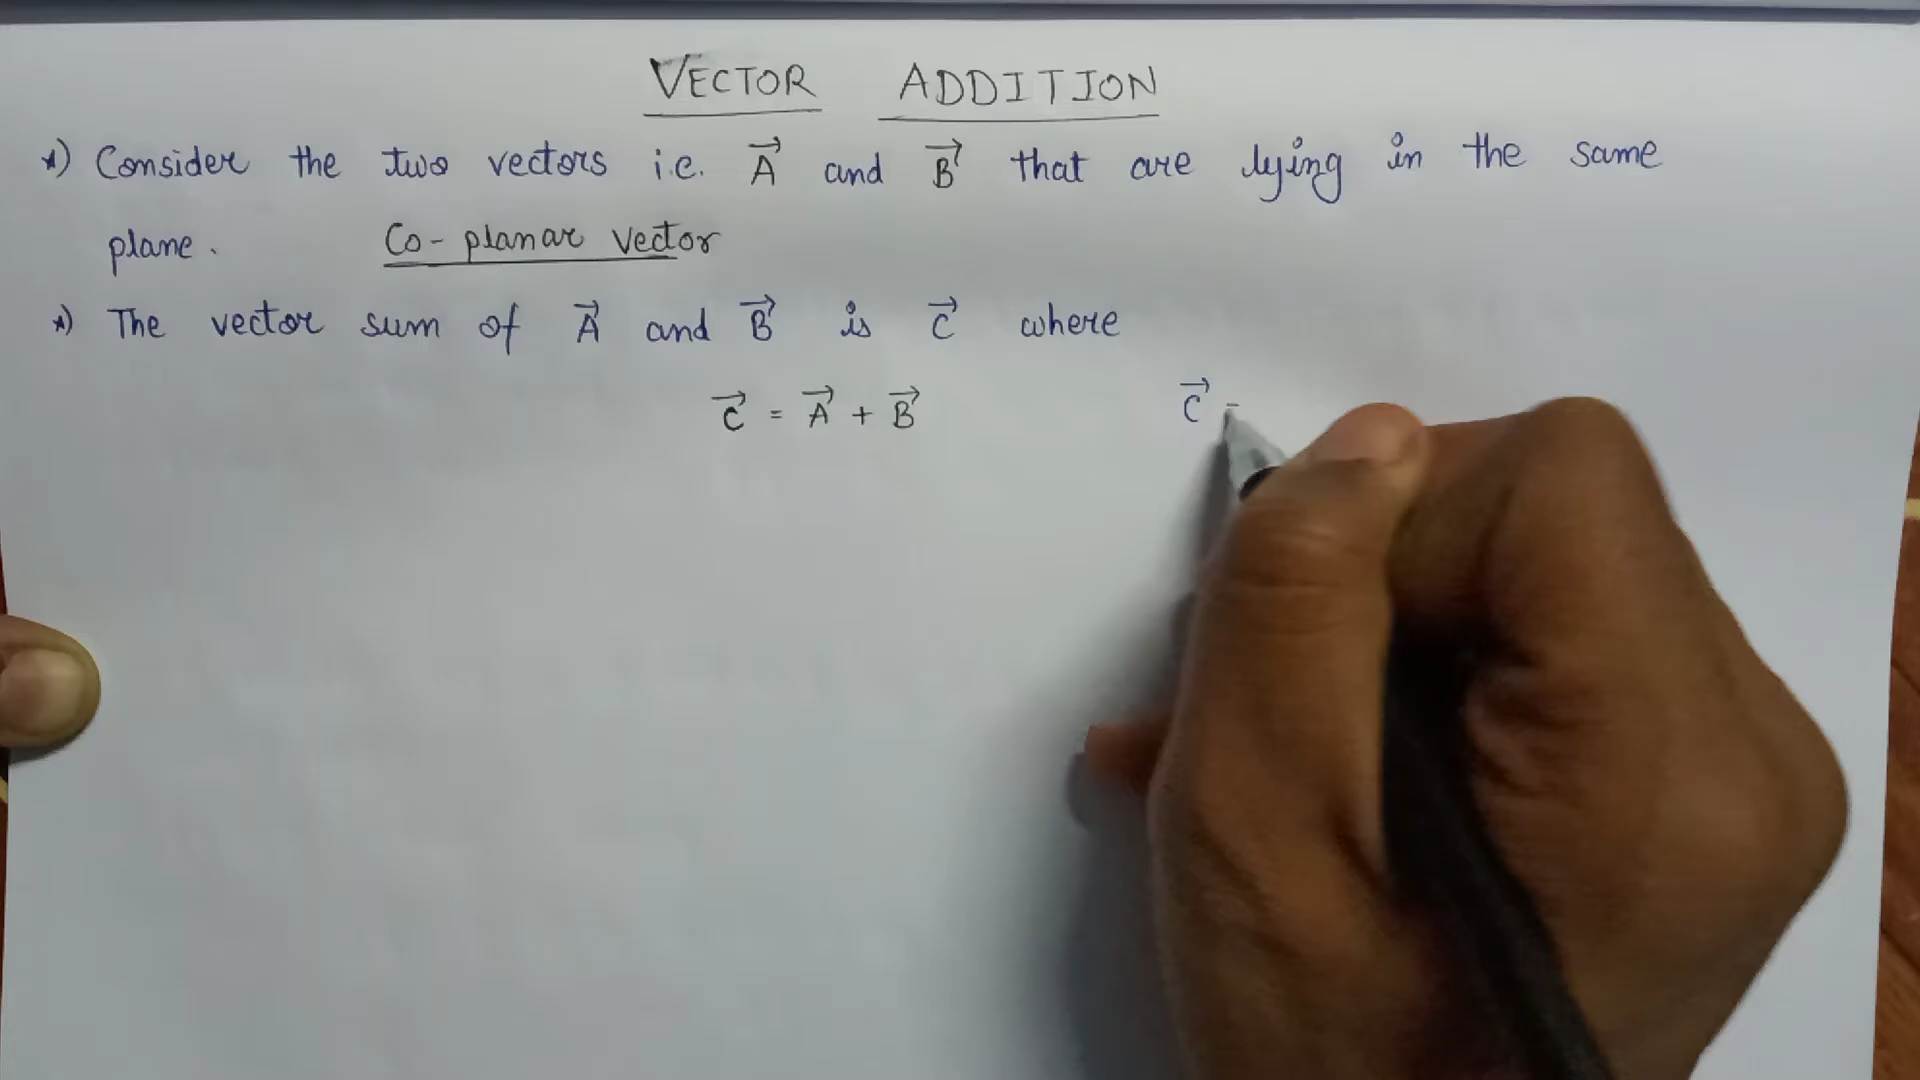 VECTOR ADDITION
*) Consider the two vectors i.e. A⃗ and B⃗ that are lying in the same
plane. Co-planar vector
*) The vector sum of A⃗ and B⃗ is C⃗ where
C⃗ = A⃗ + B⃗ C⃗ =